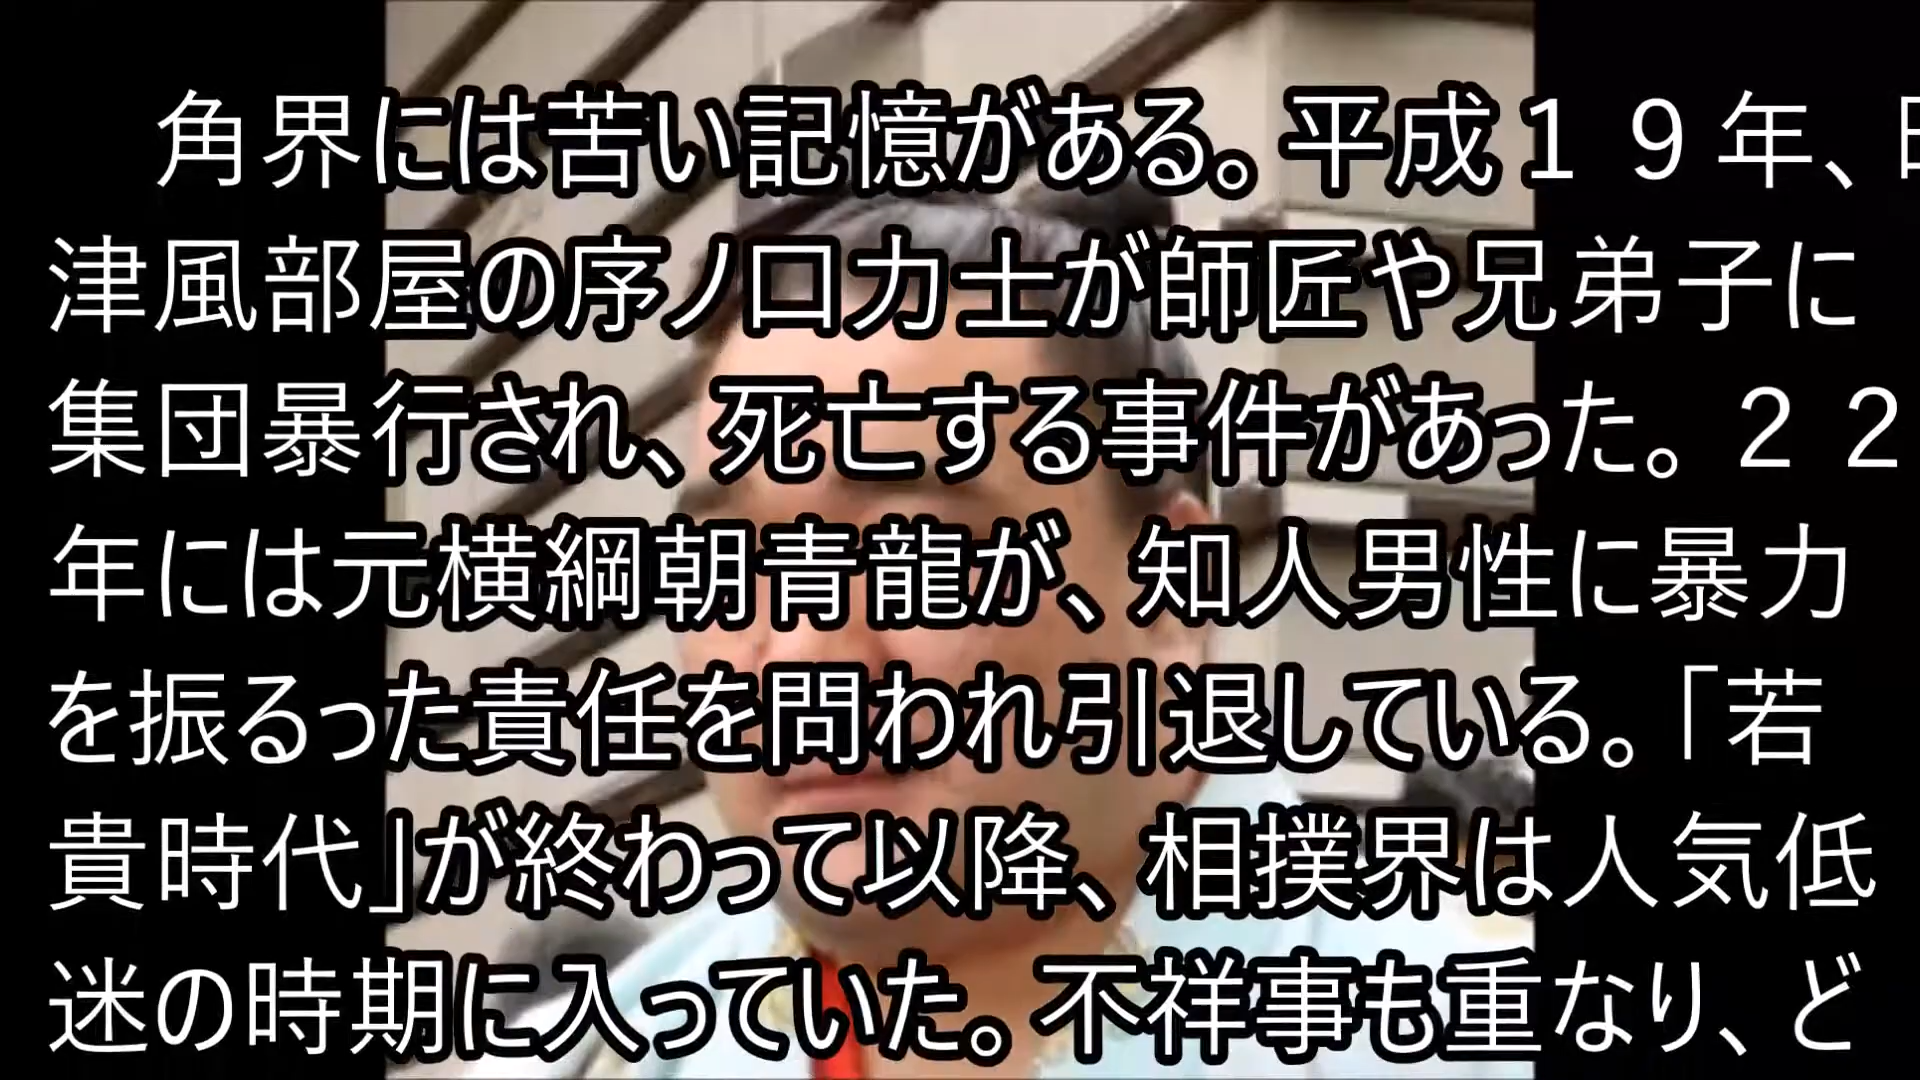 角界には苦い記憶がある。平成１９年、
津風部屋の序ノ口力士が師匠や兄弟子に
集団暴行され、死亡する事件があった。２２
年には元横綱朝青龍が、知人男性に暴力
を振るった責任を問われ引退している。「若
貴時代」が終わって以降、相撲界は人気低
迷の時期に入っていた。不祥事も重なり、ど